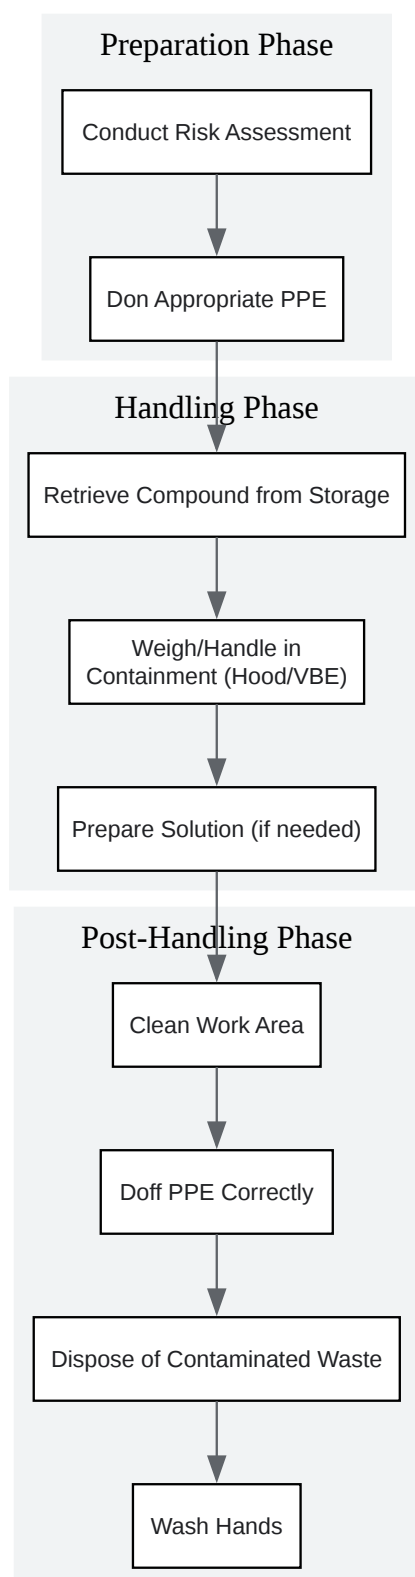 Preparation Phase
Conduct Risk Assessment
Don Appropriate PPE
Handling Phase
Retrieve Compound from Storage
Weigh/Handle in
Containment (Hood/VBE)
Prepare Solution (if needed)
Post-Handling Phase
Clean Work Area
Doff PPE Correctly
Dispose of Contaminated Waste
Wash Hands